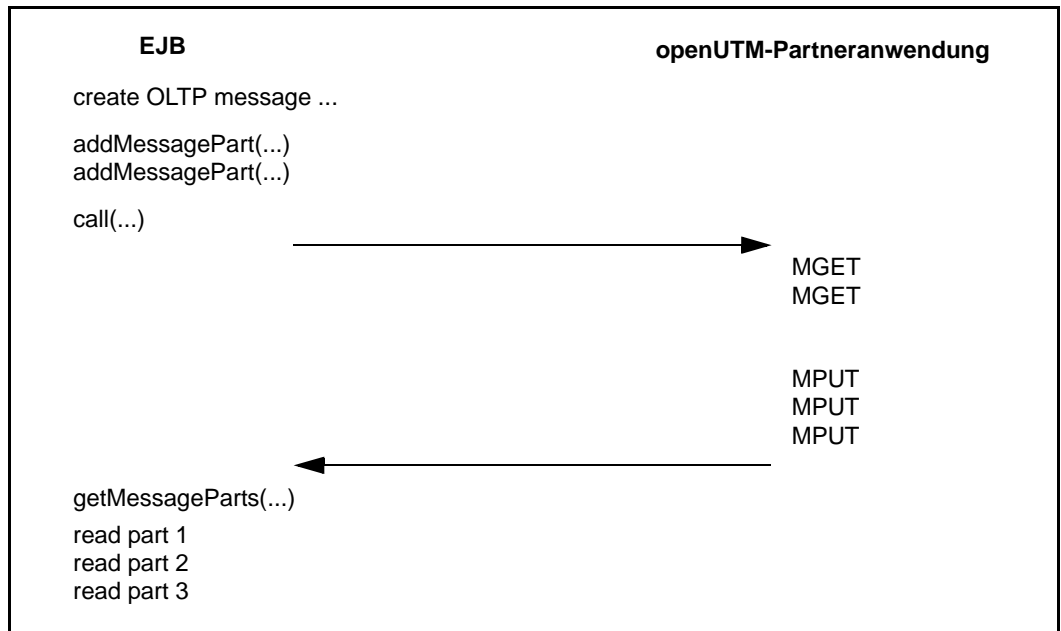 EJB
openUTM-Partneranwendung
create OLTP message ...
addMessagePart(...)
addMessagePart(...)
call(...)
MGET
MGET
MPUT
MPUT
MPUT
getMessageParts(...)
read part 1
read part 2
read part 3